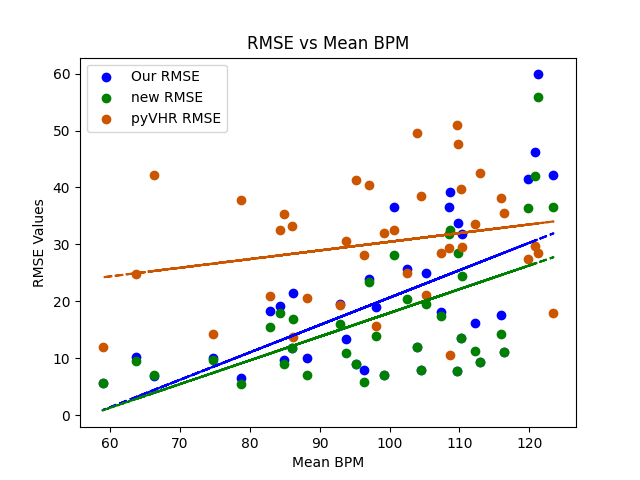 RMSE vs Mean BPM
Our RMSE
new RMSE
pyVHR RMSE
RMSE Values
60
50
40
30
20
10
0
60 70 80 90 100 110 120
Mean BPM